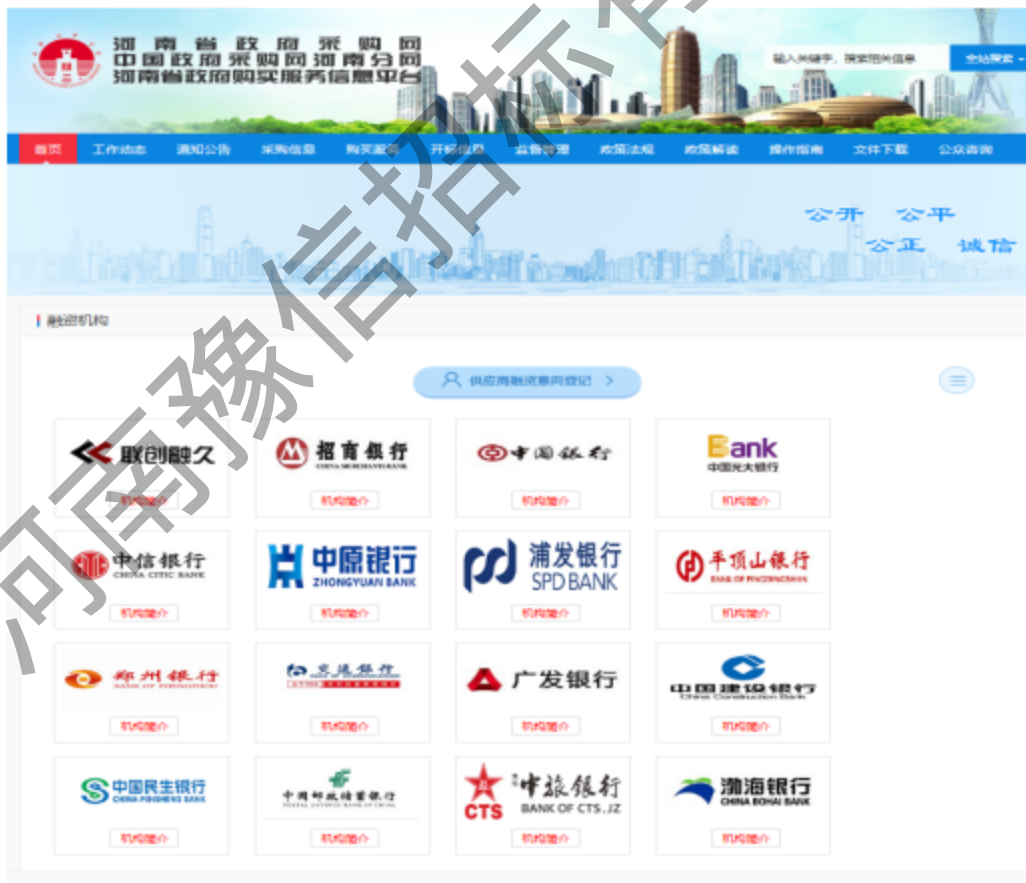 河南省政府采购网
中国政府采购网河南分网
河南省政府购买服务信息平台
输入关键字，搜索相关信息 全站搜索
首页 工作动态 通知公告 采购信息 购买服务 开标信息 监督管理 政策法规 政策解读 操作指南 文件下载 公众咨询
公开 公平
公正 诚信
融资机构
供应商融资意向登记 >
联创融久 招商银行 中国银行 Bank
CHINA MERCHANTS BANK 中国光大银行
机构简介 机构简介 机构简介 机构简介
中信银行 中原银行 浦发银行 平顶山银行
CHINA CITIC BANK ZHONGYUAN BANK SPD BANK BANK OF PINGDINGSHAN
机构简介 机构简介 机构简介 机构简介
郑州银行 交通银行 广发银行 中国建设银行
BANK OF ZHENGZHOU China Construction Bank
机构简介 机构简介 机构简介 机构简介
中国民生银行 中国邮政储蓄银行 中旅银行 渤海银行
CHINA MINSHENG BANK POSTAL SAVINGS BANK OF CHINA CTS BANK OF CTS.JZ CHINA BOHAI BANK
机构简介 机构简介 机构简介 机构简介
河南豫信招标有